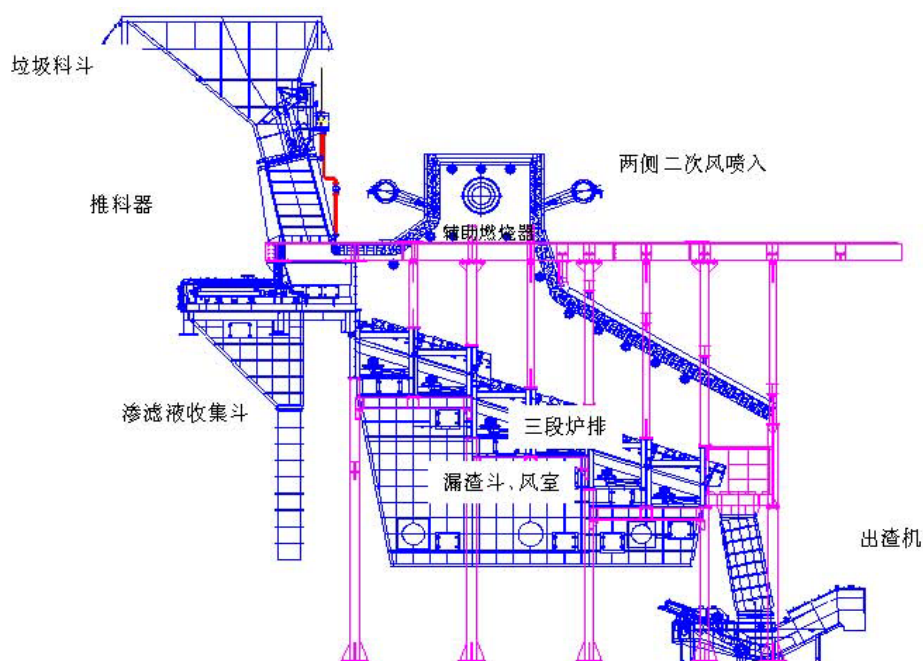 垃圾料斗
两侧二次风喷入
推料器
辅助燃烧器
渗滤液收集斗
三段炉排
漏渣斗、风室
出渣机